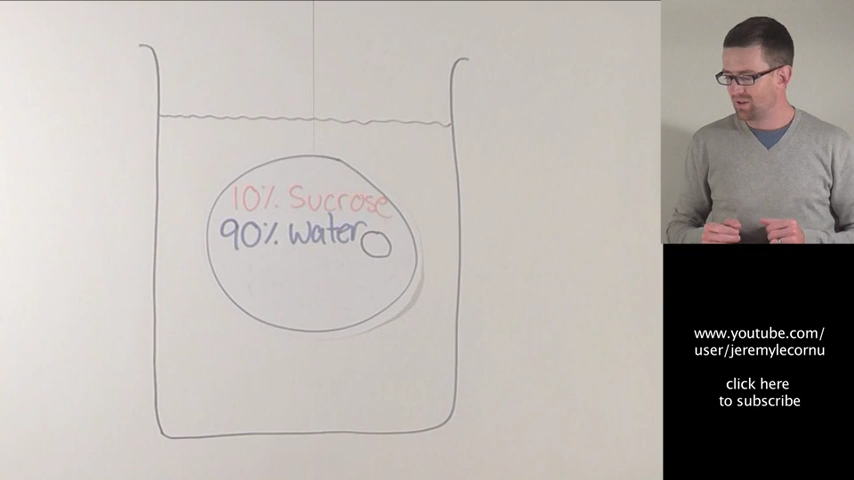 10% Sucrose
90% Water
www.youtube.com/
user/jeremylecornu
click here
to subscribe